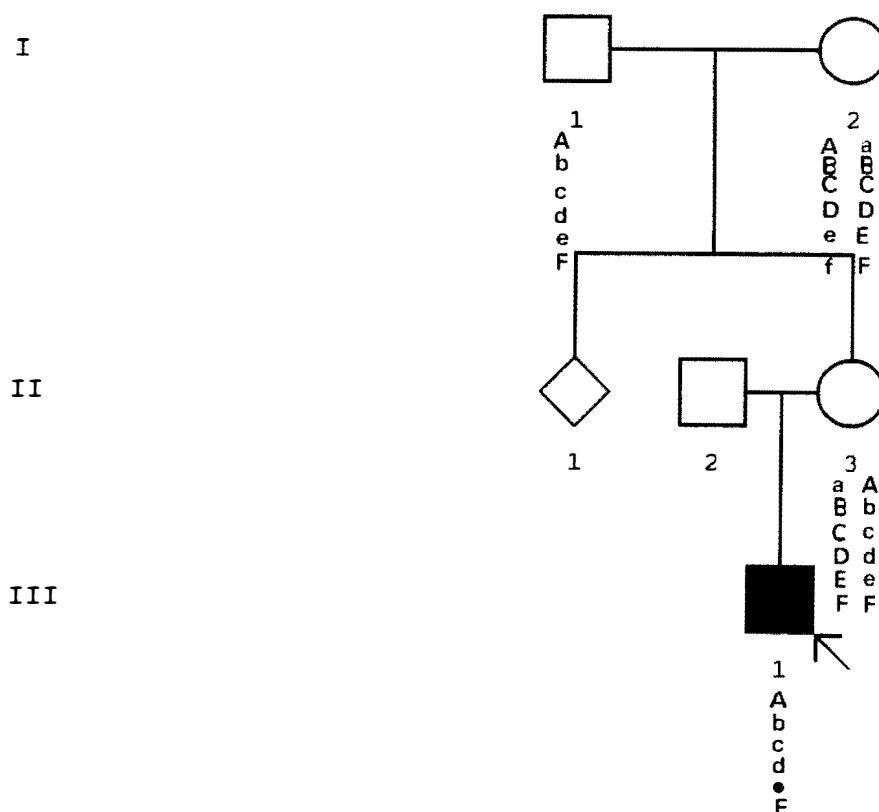 I
1 2
A A a
b B B
c C C
d D D
e e E
F f F
II
1 2 3
a A
B b
C c
D d
E e
F F
III
1
A
b
c
d
•